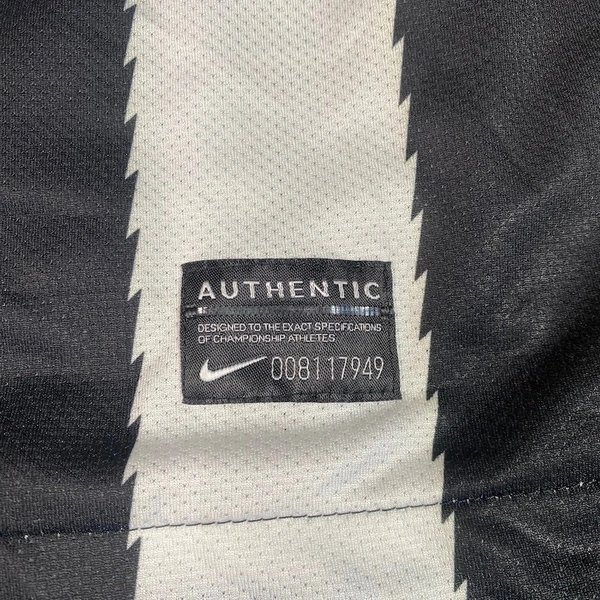 AUTHENTIC
DESIGNED TO THE EXACT SPECIFICATIONS
OF CHAMPIONSHIP ATHLETES
008117949